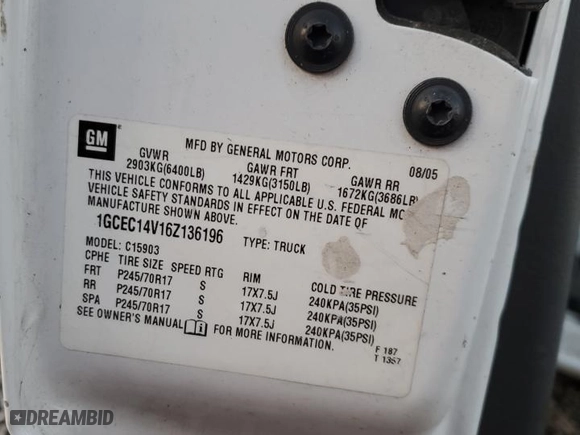 GM
MFD BY GENERAL MOTORS CORP. 08/05
GVWR GAWR FRT GAWR RR
2903KG(6400LB) 1429KG(3150LB) 1672KG(3686LB)
THIS VEHICLE CONFORMS TO ALL APPLICABLE U.S. FEDERAL MO
VEHICLE SAFETY STANDARDS IN EFFECT ON THE DATE O
MANUFACTURE SHOWN ABOVE.
1GCEC14V16Z136196 TYPE: TRUCK
MODEL: C15903
CPHE TIRE SIZE SPEED RTG RIM COLD TIRE PRESSURE
FRT P245/70R17 S 17X7.5J 240KPA(35PSI)
RR P245/70R17 S 17X7.5J 240KPA(35PSI)
SPA P245/70R17 S 17X7.5J 240KPA(35PSI)
SEE OWNER'S MANUAL FOR MORE INFORMATION.
F 187
T 1357
DREAMBID